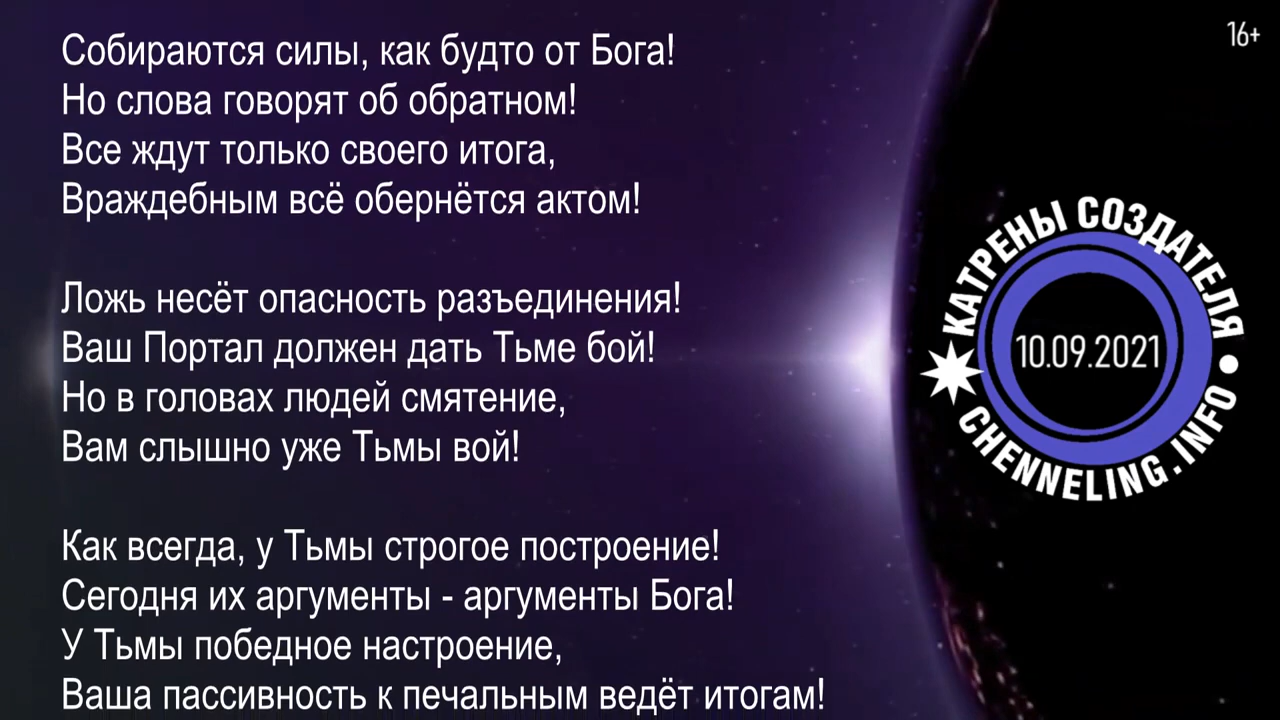 Собираются силы, как будто от Бога!
Но слова говорят об обратном!
Все ждут только своего итога,
Враждебным всё обернётся актом!
Ложь несёт опасность разъединения!
Ваш Портал должен дать Тьме бой!
Но в головах людей смятение,
Вам слышно уже Тьмы вой!
Как всегда, у Тьмы строгое построение!
Сегодня их аргументы - аргументы Бога!
У Тьмы победное настроение,
Ваша пассивность к печальным ведёт итогам!
16+
КАТРЕНЫ СОЗДАТЕЛЯ
10.09.2021
CHENNELING.INFO